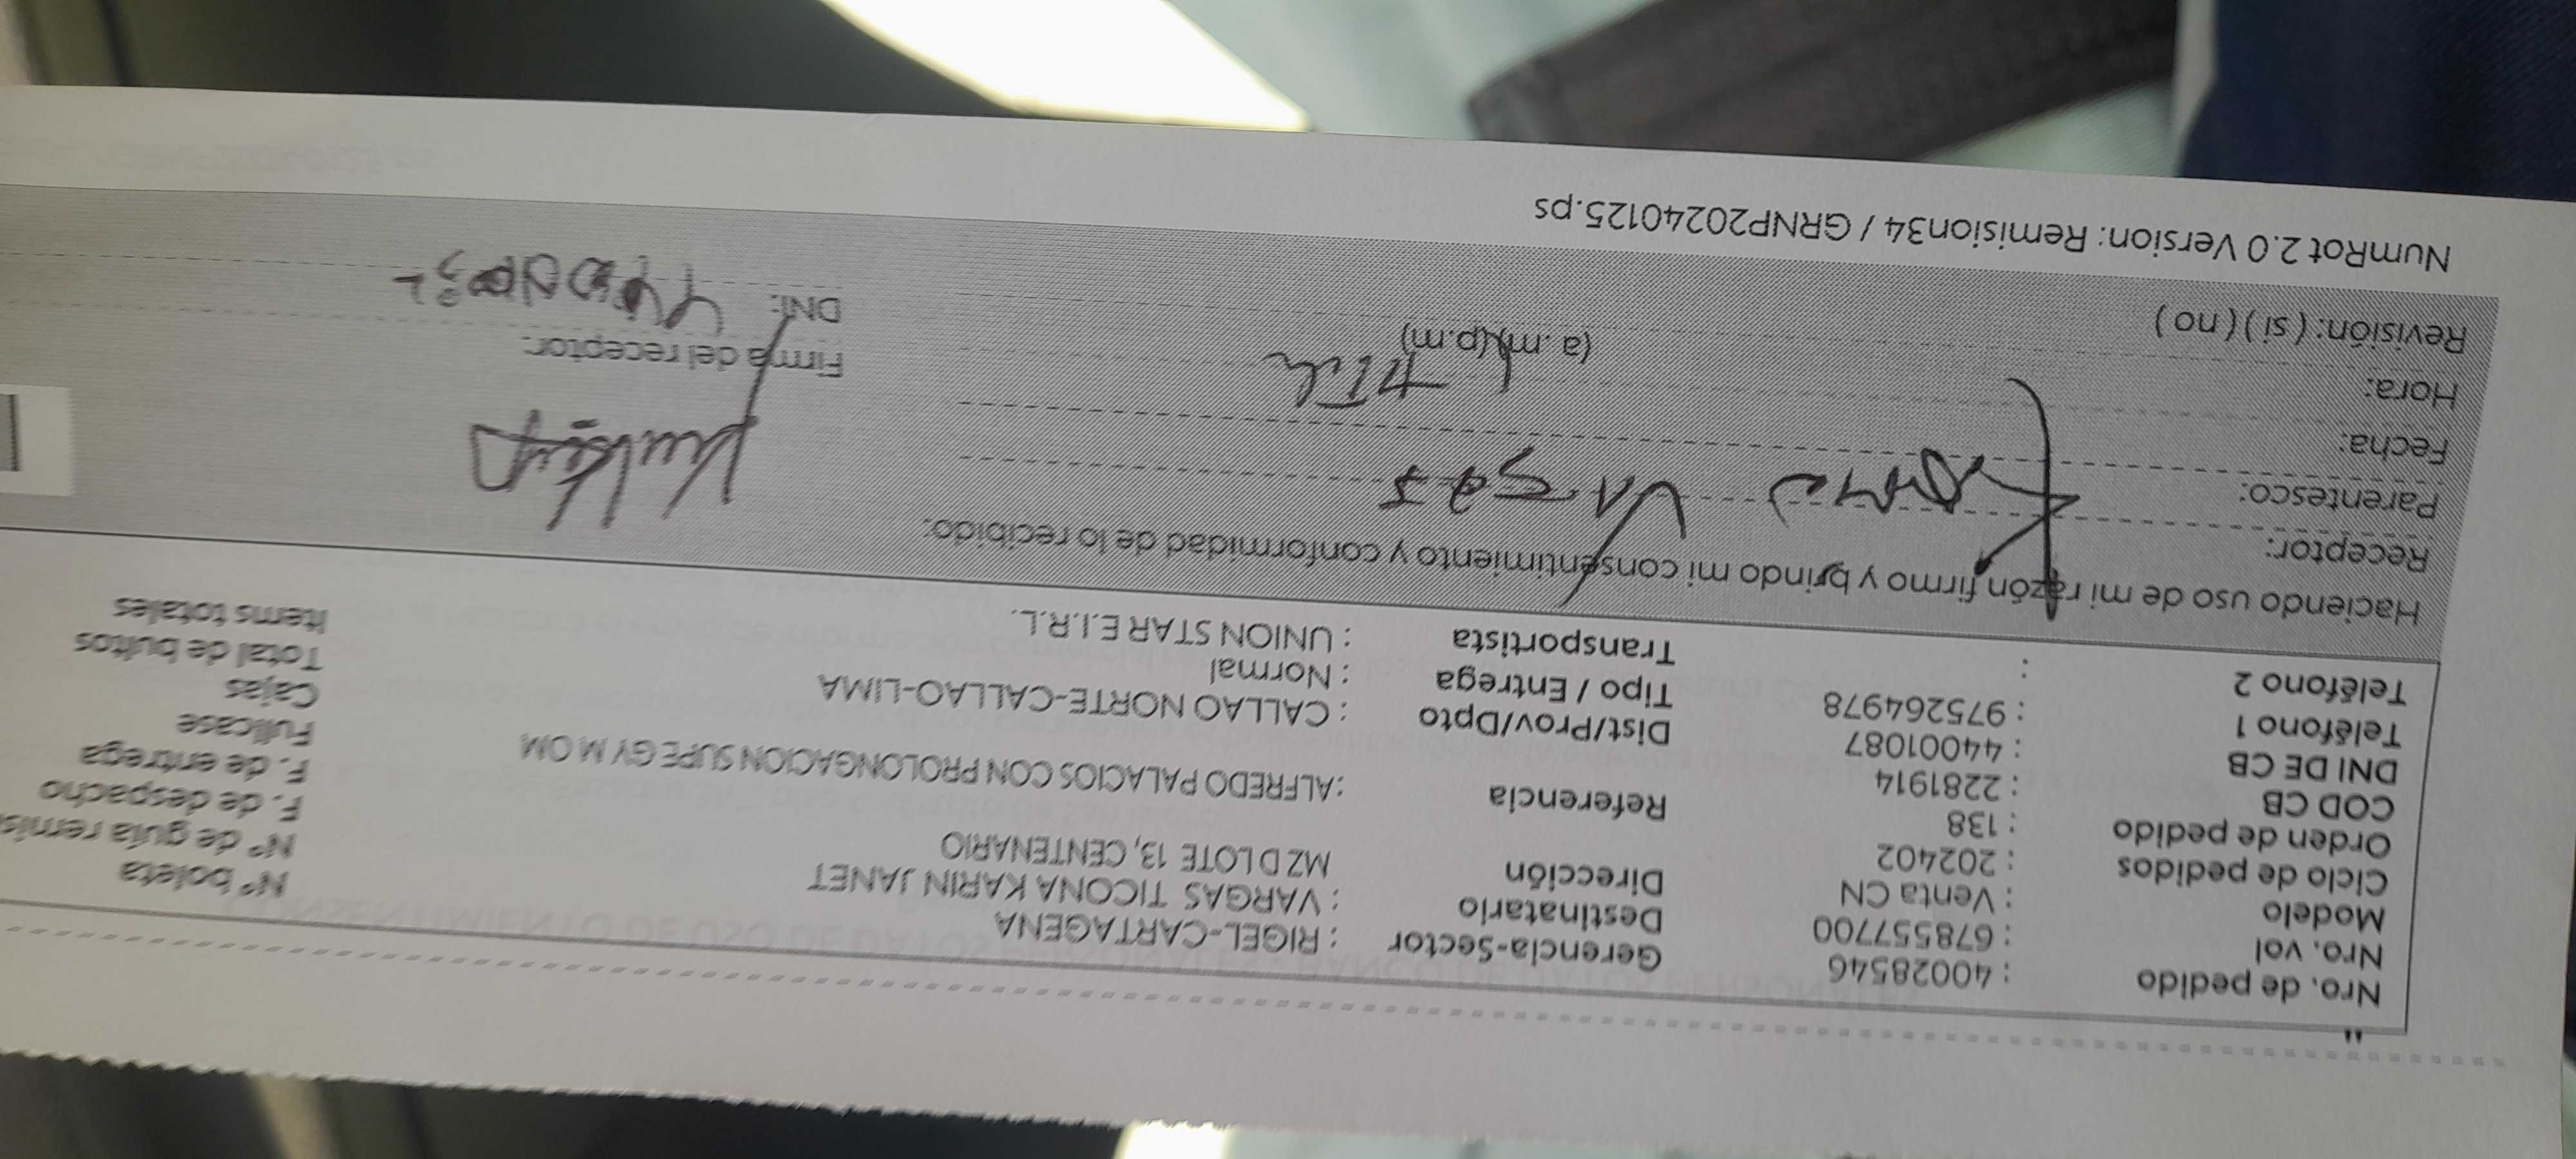 Nro. de pedido : 40028546 Gerencia-Sector : RIGEL-CARTAGENA Nº boleta
Nro. vol : 678557700 Destinatario : VARGAS TICONA KARIN JANET Nº de guía
Modelo : Venta CN Dirección MZ D LOTE 13, CENTENARIO F. de despacho
Ciclo de pedidos : 202402 F. de entrega
Orden de pedido : 138 Referencia : ALFREDO PALACIOS CON PROLONGACION SUPE GY M OM Fullcase
COD CB : 2281914 Cajas
DNI DE CB : 44001087 Dist/Prov/Dpto : CALLAO NORTE-CALLAO-LIMA Total de bultos
Teléfono 1 : 975264978 Tipo / Entrega : Normal Items totales
Teléfono 2 : Transportista : UNION STAR E.I.R.L.
Haciendo uso de mi razón firmo y brindo mi consentimiento y conformidad de lo recibido.
Receptor:
Parentesco:
Fecha:
Hora: (a.m) (p.m) Firma del receptor:
Revisión: ( si ) ( no ) DNI:
NumRot 2.0 Version: Remision34 / GRNP20240125.ps